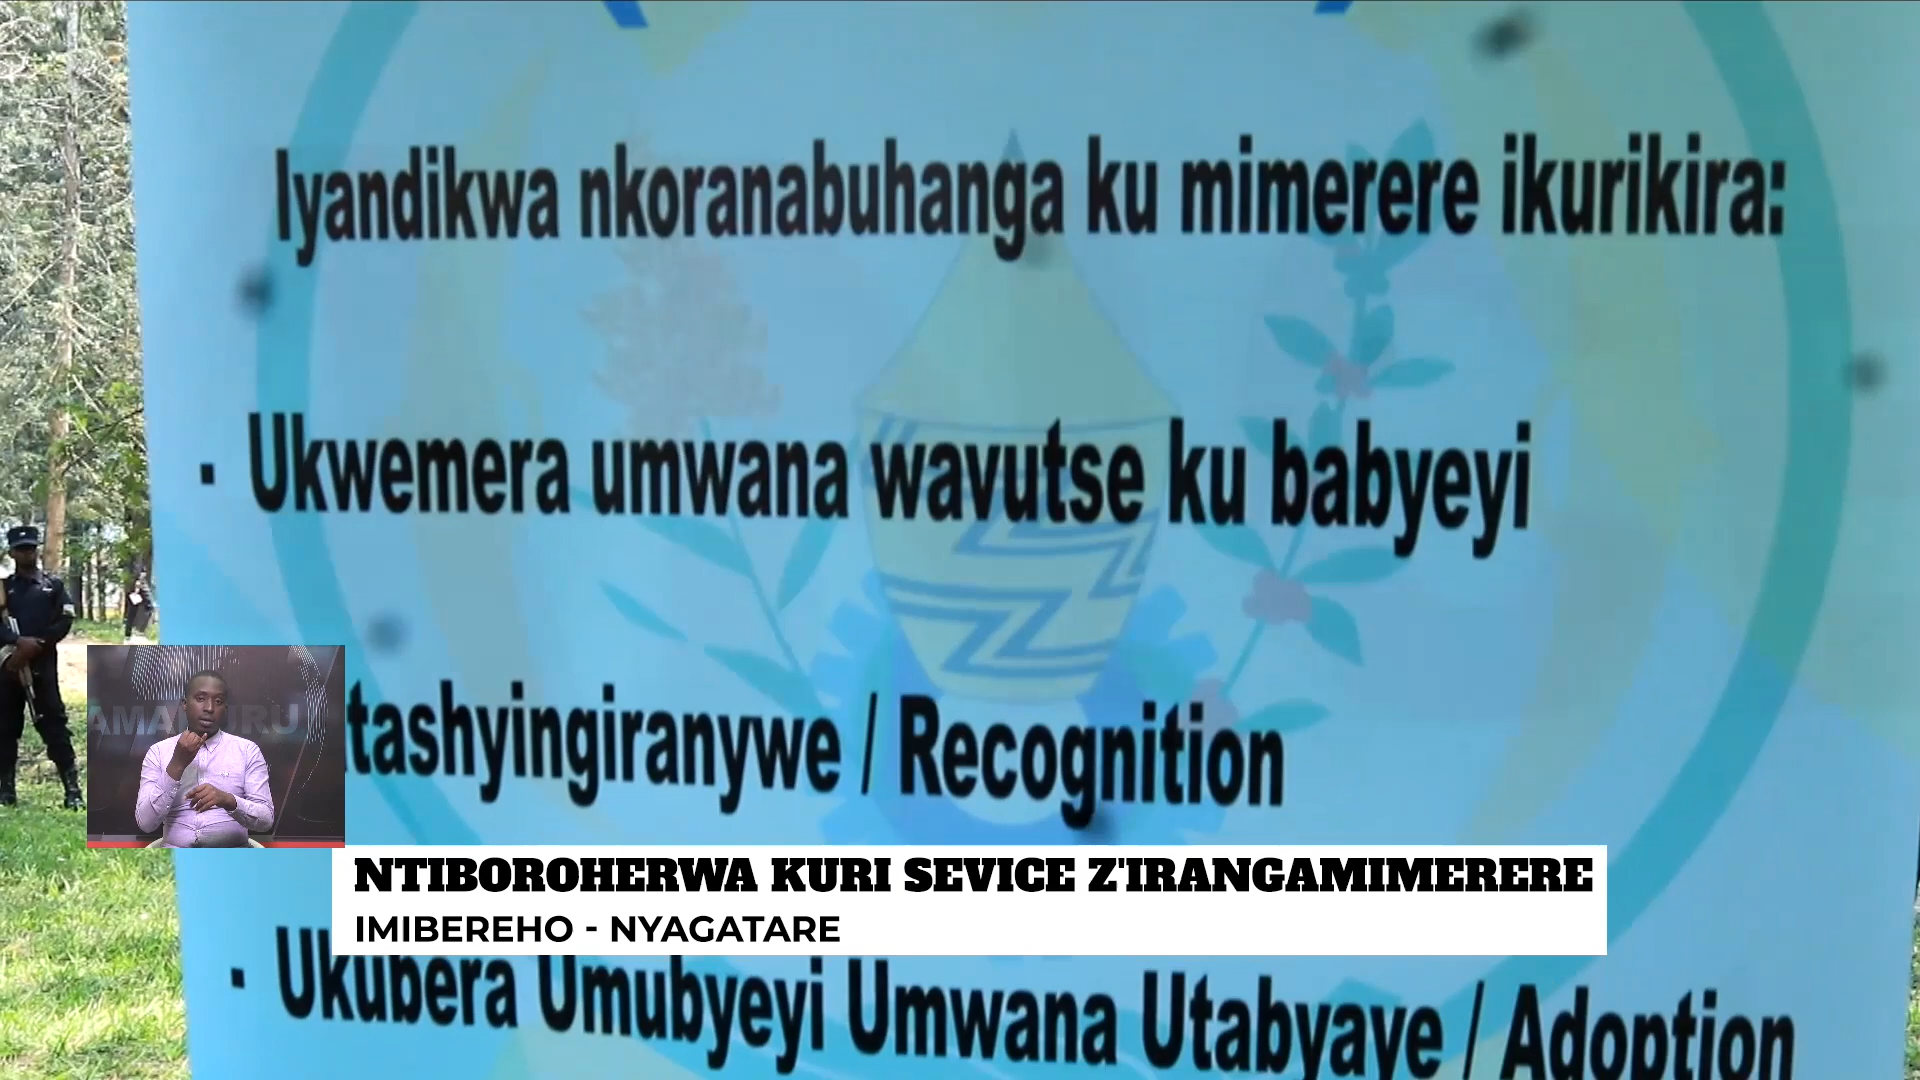 Iyandikwa nkoranabuhanga ku mimerere ikurikira:
- Ukwemera umwana wavutse ku babyeyi
tashyingiranywe / Recognition
NTIBOROHERWA KURI SEVICE Z'IRANGAMIMERERE
IMIBEREHO - NYAGATARE
- Ukubera Umubyeyi Umwana Utabyaye / Adoption